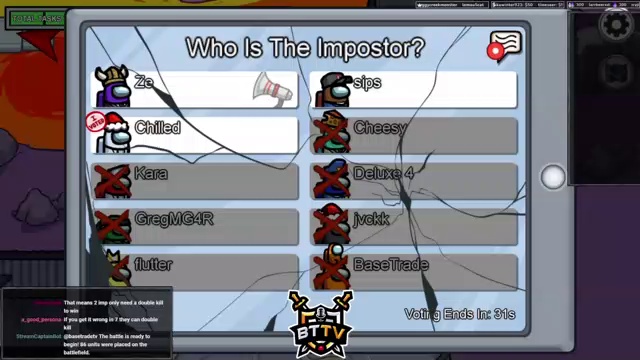 TOTAL TASKS
Who Is The Impostor?
Ze
sips
I VOTED
Chilled
Cheesy
Kara
Deluxe 4
GregMG4R
jvckk
flutter
BaseTrade
Voting Ends In: 31s
That means 2 imp only need a double kill
to win
x_good_persona: If you get it wrong in 7 they can double
kill
StreamCaptainBot: @basetradetv The battle is ready to
begin! 86 units were placed on the
battlefield.
BTTV